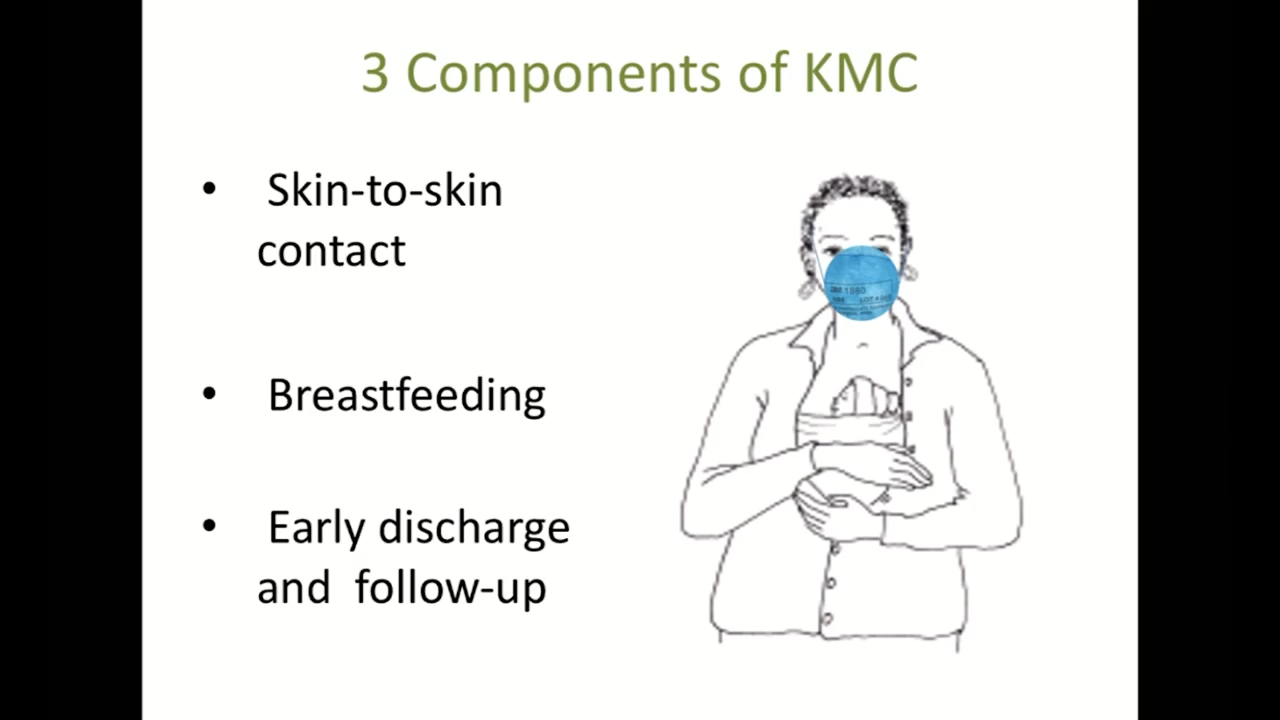 3 Components of KMC
• Skin-to-skin
contact
• Breastfeeding
• Early discharge
and follow-up